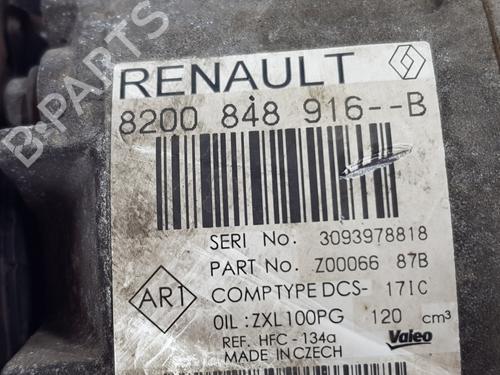 B-PARTS
RENAULT
8200 848 916--B
SERI No. 3093978818
PART No. Z00066 87B
AR1
COMPTYPE DCS- 17IC
OIL : ZXL100PG 120 cm³
REF. HFC - 134a
MADE IN CZECH
Valeo